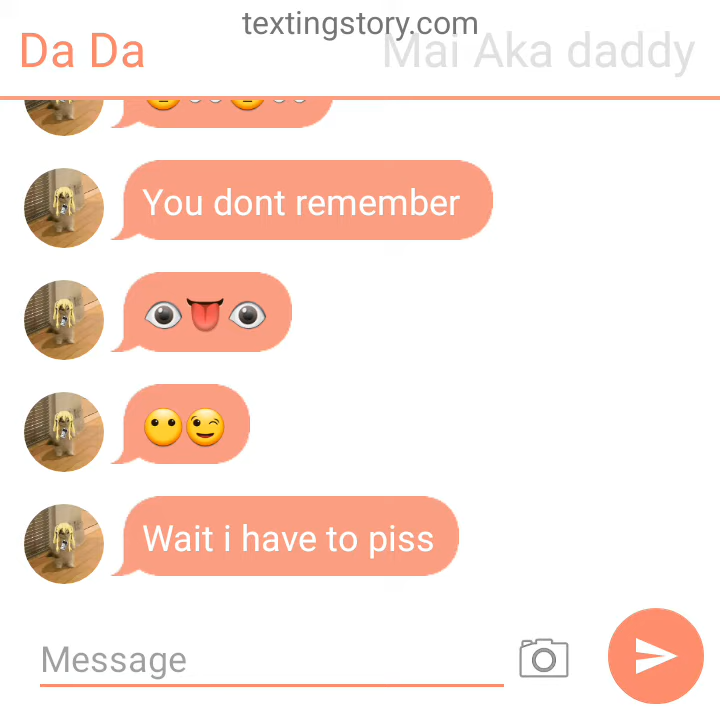 textingstory.com
Da Da
Mai Aka daddy
You dont remember
👁👅👁
😶😉
Wait i have to piss
Message